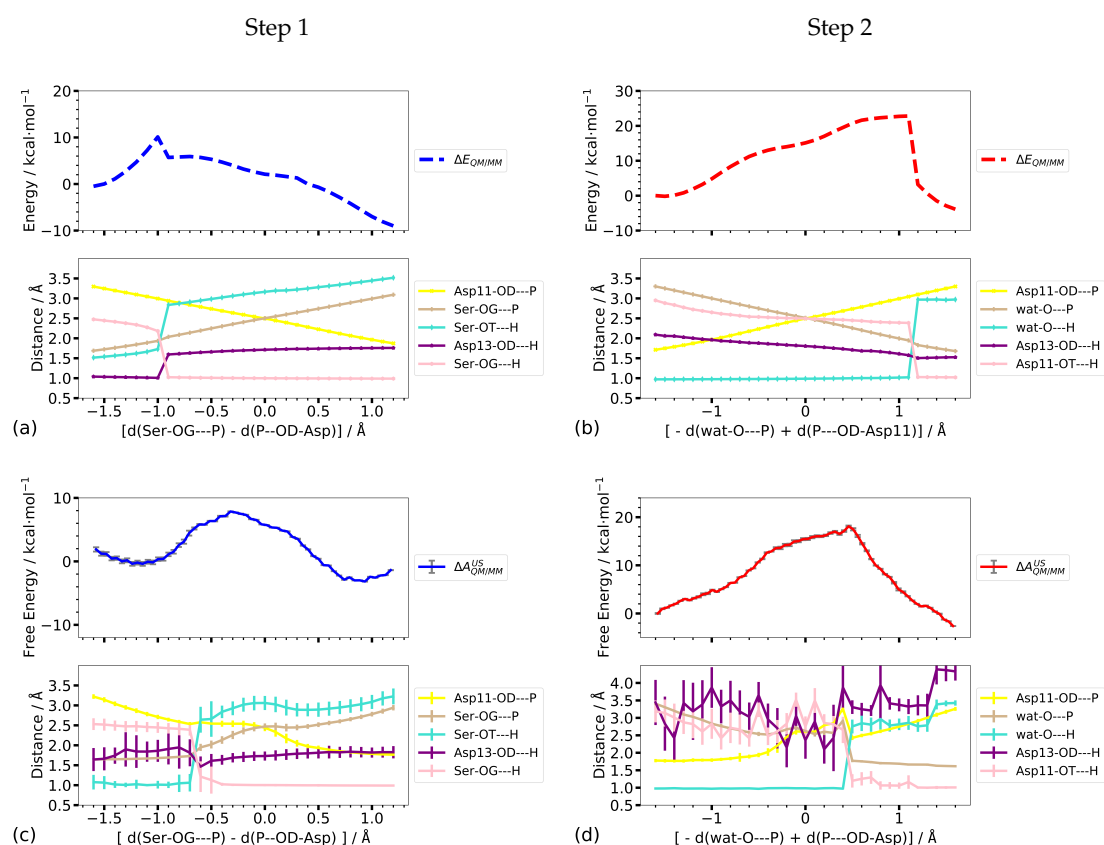 Step 1
Step 2
Energy / kcal·mol⁻¹
20
10
0
−10
ΔE_QM/MM
Distance / Å
3.5
3.0
2.5
2.0
1.5
1.0
0.5
Asp11-OD---P
Ser-OG---P
Ser-OT---H
Asp13-OD---H
Ser-OG---H
−1.5 −1.0 −0.5 0.0 0.5 1.0
(a)
[d(Ser-OG---P) - d(P--OD-Asp)] / Å
Energy / kcal·mol⁻¹
30
20
10
0
−10
ΔE_QM/MM
Distance / Å
3.5
3.0
2.5
2.0
1.5
1.0
0.5
Asp11-OD---P
wat-O---P
wat-O---H
Asp13-OD---H
Asp11-OT---H
−1 0 1
(b)
[ - d(wat-O---P) + d(P---OD-Asp11)] / Å
Free Energy / kcal·mol⁻¹
10
0
−10
ΔA^US_QM/MM
Distance / Å
3.5
3.0
2.5
2.0
1.5
1.0
0.5
Asp11-OD---P
Ser-OG---P
Ser-OT---H
Asp13-OD---H
Ser-OG---H
−1.5 −1.0 −0.5 0.0 0.5 1.0
(c)
[ d(Ser-OG---P) - d(P--OD-Asp) ] / Å
Free Energy / kcal·mol⁻¹
20
10
0
ΔA^US_QM/MM
Distance / Å
4.0
3.5
3.0
2.5
2.0
1.5
1.0
0.5
Asp11-OD---P
wat-O---P
wat-O---H
Asp13-OD---H
Asp11-OT---H
−1 0 1
(d)
[ - d(wat-O---P) + d(P---OD-Asp)] / Å